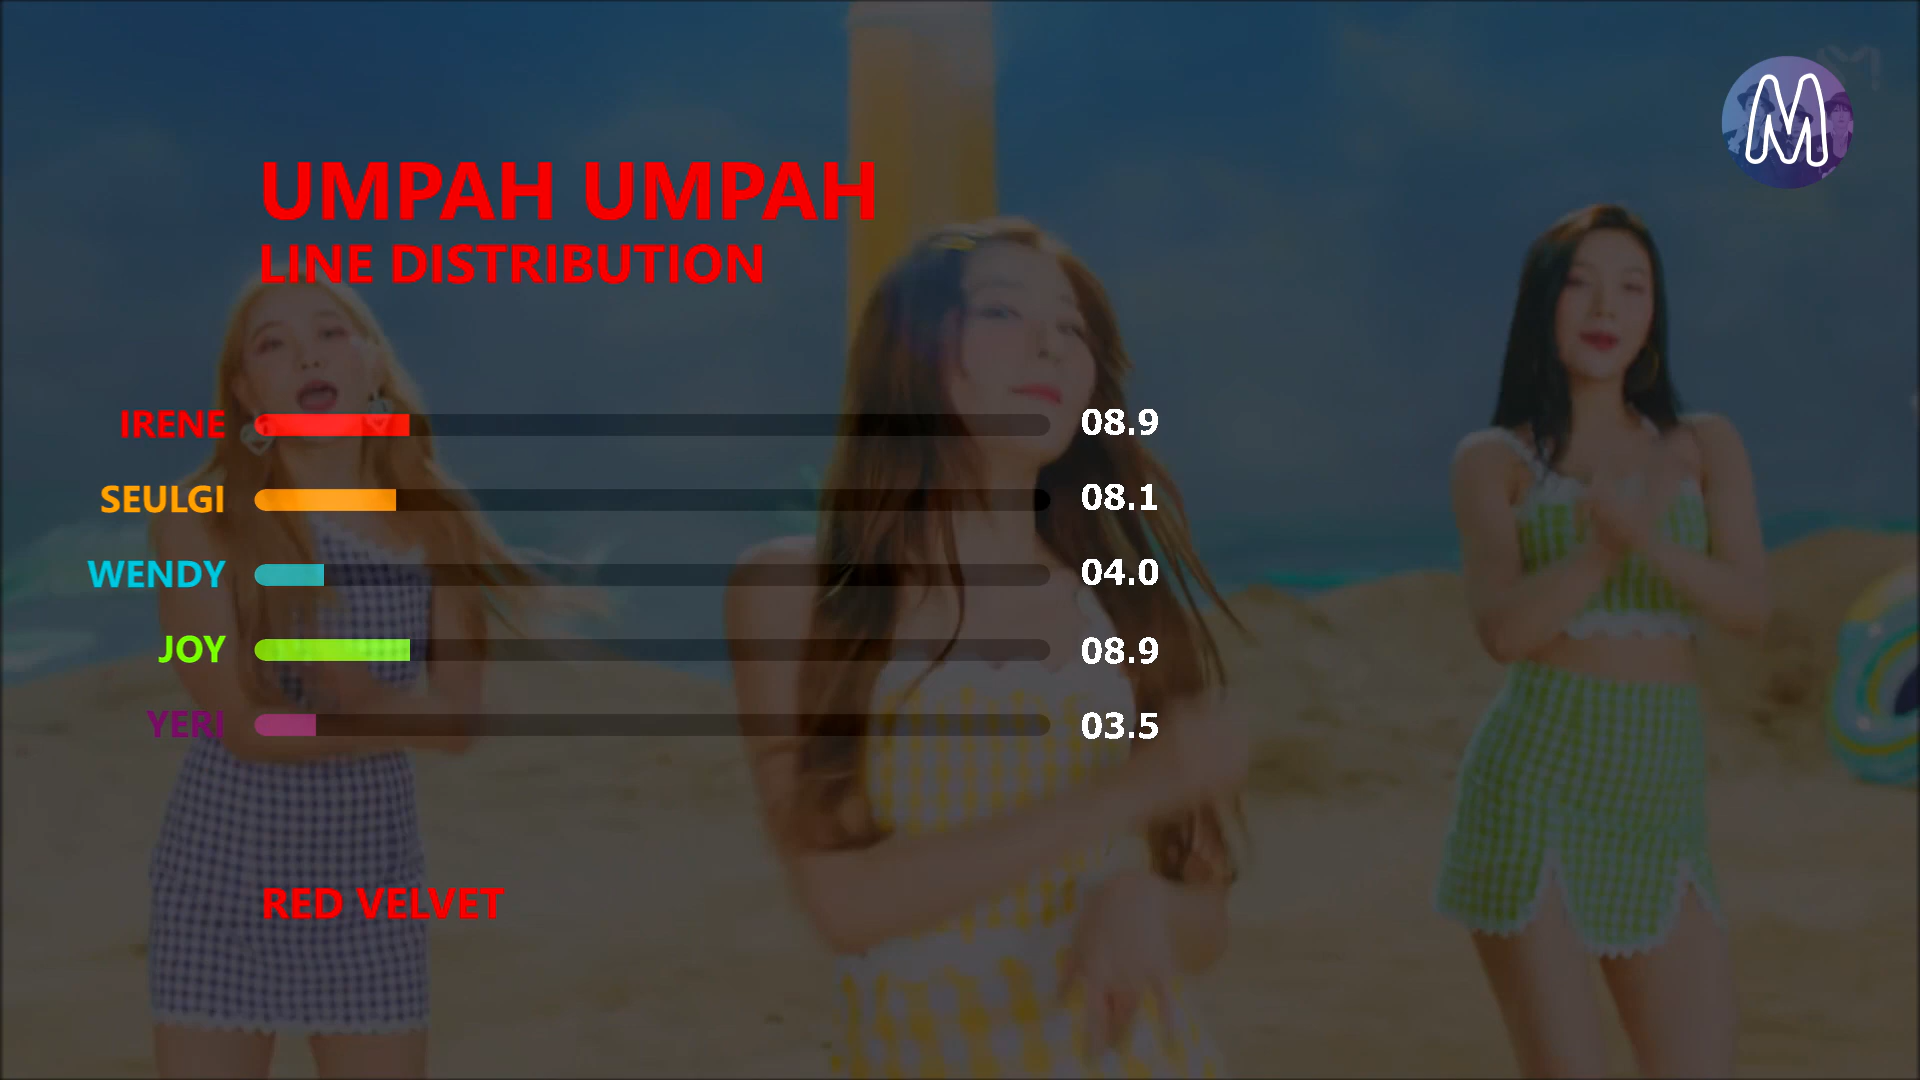 UMPAH UMPAH
LINE DISTRIBUTION
IRENE 08.9
SEULGI 08.1
WENDY 04.0
JOY 08.9
YERI 03.5
RED VELVET
M